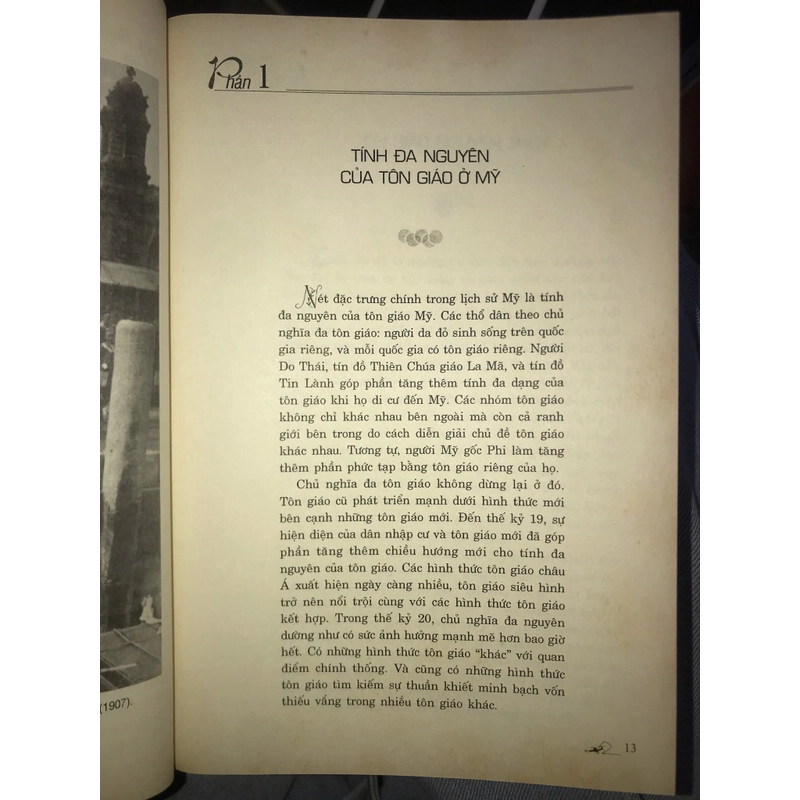 Phần 1
TÍNH ĐA NGUYÊN
CỦA TÔN GIÁO Ở MỸ
Nét đặc trưng chính trong lịch sử Mỹ là tính
đa nguyên của tôn giáo Mỹ. Các thổ dân theo chủ
nghĩa đa tôn giáo: người da đỏ sinh sống trên quốc
gia riêng, và mỗi quốc gia có tôn giáo riêng. Người
Do Thái, tín đồ Thiên Chúa giáo La Mã, và tín đồ
Tin Lành góp phần tăng thêm tính đa dạng của
tôn giáo khi họ di cư đến Mỹ. Các nhóm tôn giáo
không chỉ khác nhau bên ngoài mà còn cả ranh
giới bên trong do cách diễn giải chủ đề tôn giáo
khác nhau. Tương tự, người Mỹ gốc Phi làm tăng
thêm phần phức tạp bằng tôn giáo riêng của họ.
Chủ nghĩa đa tôn giáo không dừng lại ở đó.
Tôn giáo cũ phát triển mạnh dưới hình thức mới
bên cạnh những tôn giáo mới. Đến thế kỷ 19, sự
hiện diện của dân nhập cư và tôn giáo mới đã góp
phần tăng thêm chiều hướng mới cho tính đa
nguyên của tôn giáo. Các hình thức tôn giáo châu
Á xuất hiện ngày càng nhiều, tôn giáo siêu hình
trở nên nổi trội cùng với các hình thức tôn giáo
kết hợp. Trong thế kỷ 20, chủ nghĩa đa nguyên
dường như có sức ảnh hưởng mạnh mẽ hơn bao giờ
hết. Có những hình thức tôn giáo “khác” với quan
điểm chính thống. Và cũng có những hình thức
tôn giáo tìm kiếm sự thuần khiết minh bạch vốn
thiếu vắng trong nhiều tôn giáo khác.
(1907).
13